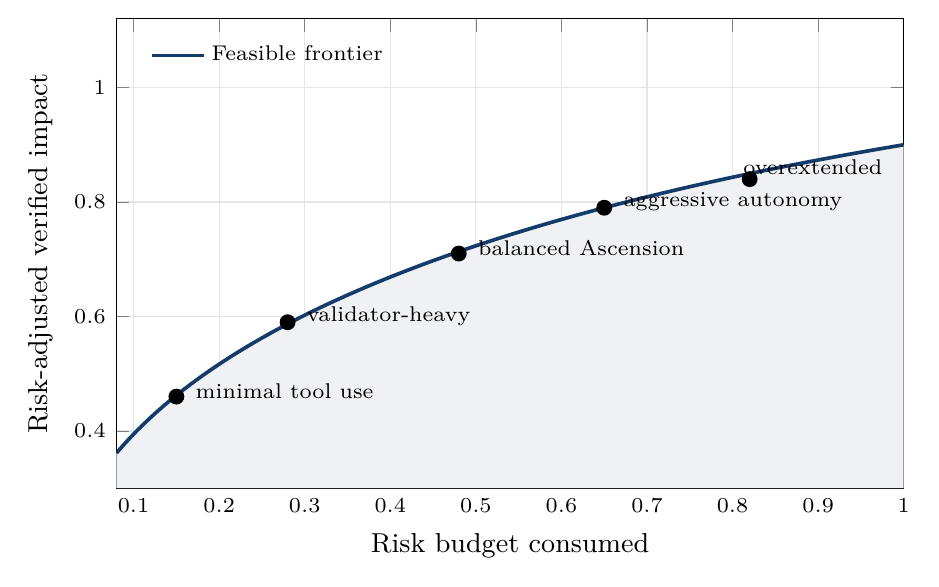 Feasible frontier
1
0.8
0.6
0.4
Risk-adjusted verified impact
overextended
aggressive autonomy
balanced Ascension
validator-heavy
minimal tool use
0.1 0.2 0.3 0.4 0.5 0.6 0.7 0.8 0.9 1
Risk budget consumed